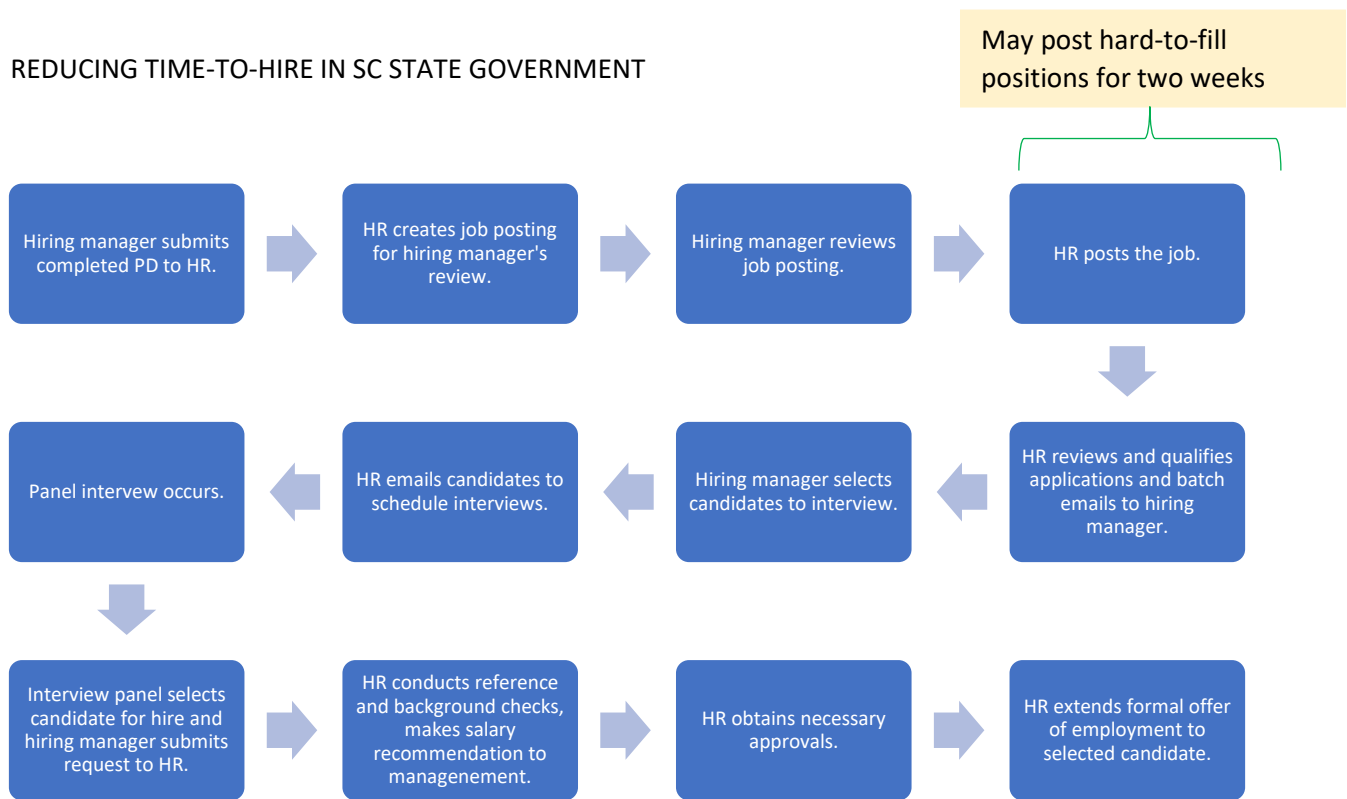 May post hard-to-fill
positions for two weeks
REDUCING TIME-TO-HIRE IN SC STATE GOVERNMENT
Hiring manager submits
completed PD to HR.
HR creates job posting
for hiring manager's
review.
Hiring manager reviews
job posting.
HR posts the job.
HR reviews and qualifies
applications and batch
emails to hiring
manager.
Hiring manager selects
candidates to interview.
HR emails candidates to
schedule interviews.
Panel intervew occurs.
Interview panel selects
candidate for hire and
hiring manager submits
request to HR.
HR conducts reference
and background checks,
makes salary
recommendation to
managenement.
HR obtains necessary
approvals.
HR extends formal offer
of employment to
selected candidate.